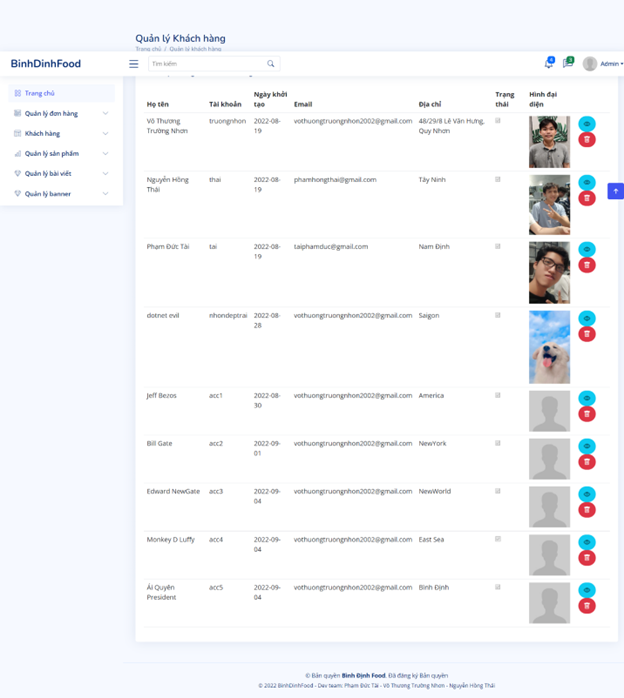 Quản lý Khách hàng
Trang chủ / Quản lý khách hàng
BinhDinhFood
Tìm kiếm
4
3
Admin
Trang chủ
Quản lý đơn hàng
Khách hàng
Quản lý sản phẩm
Quản lý bài viết
Quản lý banner
Họ tên Tài khoản Ngày khởi tạo Email Địa chỉ Trạng thái Hình đại diện
Võ Thương Trường Nhơn truongnhon 2022-08-19 vothuongtruongnhon2002@gmail.com 48/29/8 Lê Văn Hưng, Quy Nhơn
Nguyễn Hồng Thái thai 2022-08-19 phamhongthai@gmail.com Tây Ninh
Phạm Đức Tài tai 2022-08-19 taiphamduc@gmail.com Nam Định
dotnet evil nhondeptrai 2022-08-28 vothuongtruongnhon2002@gmail.com Saigon
Jeff Bezos acc1 2022-08-30 vothuongtruongnhon2002@gmail.com America
Bill Gate acc2 2022-09-01 vothuongtruongnhon2002@gmail.com NewYork
Edward NewGate acc3 2022-09-04 vothuongtruongnhon2002@gmail.com NewWorld
Monkey D Luffy acc4 2022-09-04 vothuongtruongnhon2002@gmail.com East Sea
Ái Quyên President acc5 2022-09-04 vothuongtruongnhon2002@gmail.com Bình Định
© Bản quyền Bình Định Food. Đã đăng ký Bản quyền
© 2022 BinhDinhFood - Dev team: Phạm Đức Tài - Võ Thương Trường Nhơn - Nguyễn Hồng Thái